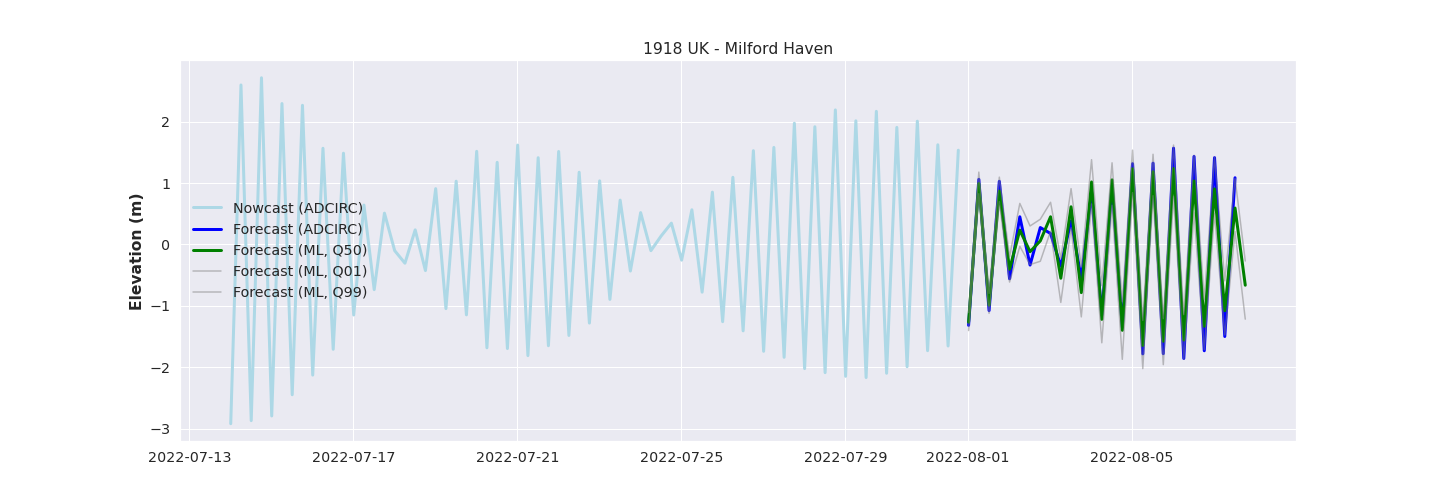 1918 UK - Milford Haven
Elevation (m)
2
1
0
−1
−2
−3
Nowcast (ADCIRC)
Forecast (ADCIRC)
Forecast (ML, Q50)
Forecast (ML, Q01)
Forecast (ML, Q99)
2022-07-13 2022-07-17 2022-07-21 2022-07-25 2022-07-29 2022-08-01 2022-08-05